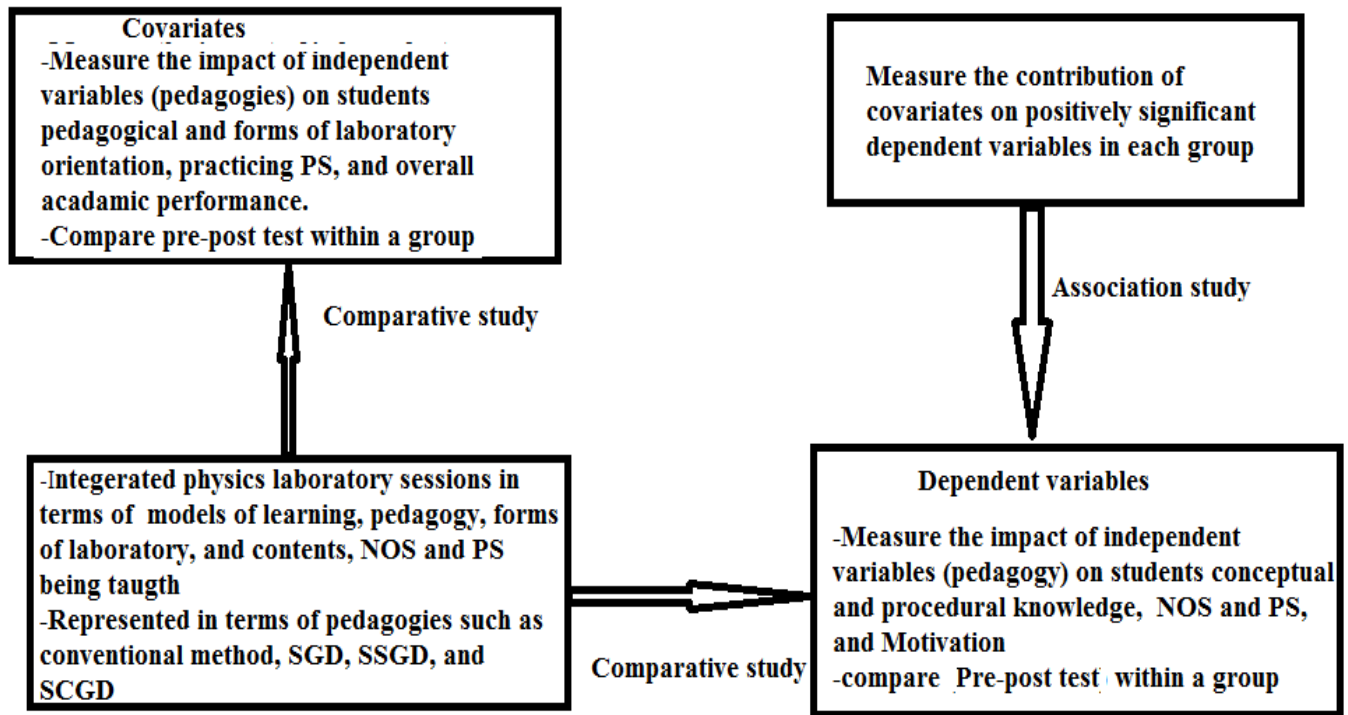 Covariates
-Measure the impact of independent
variables (pedagogies) on students
pedagogical and forms of laboratory
orientation, practicing PS, and overall
acadamic performance.
-Compare pre-post test within a group
Measure the contribution of
covariates on positively significant
dependent variables in each group
Comparative study
Association study
-Integerated physics laboratory sessions in
terms of models of learning, pedagogy, forms
of laboratory, and contents, NOS and PS
being taugth
-Represented in terms of pedagogies such as
conventional method, SGD, SSGD, and
SCGD
Comparative study
Dependent variables
-Measure the impact of independent
variables (pedagogy) on students conceptual
and procedural knowledge, NOS and PS,
and Motivation
-compare Pre-post test within a group